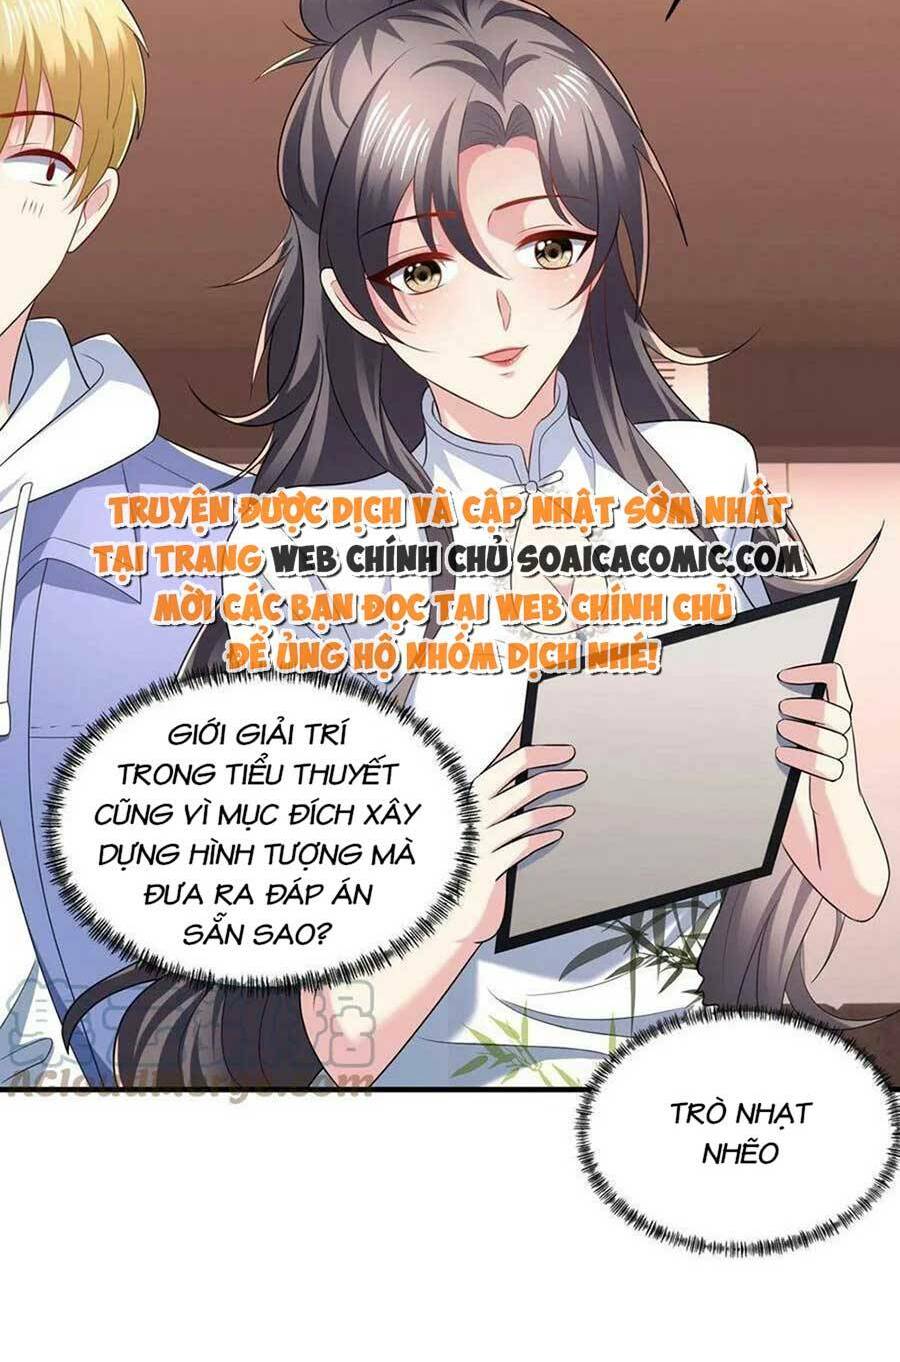 TRUYỆN ĐƯỢC DỊCH VÀ CẬP NHẬT SỚM NHẤT
TẠI TRANG WEB CHÍNH CHỦ SOAICACOMIC.COM
MỜI CÁC BẠN ĐỌC TẠI WEB CHÍNH CHỦ
ĐỂ ỦNG HỘ NHÓM DỊCH NHÉ!
GIỚI GIẢI TRÍ
TRONG TIỂU THUYẾT
CŨNG VÌ MỤC ĐÍCH XÂY
DỰNG HÌNH TƯỢNG MÀ
ĐƯA RA ĐÁP ÁN
SẴN SAO?
Acloudmerge.com
TRÒ NHẠT
NHẼO